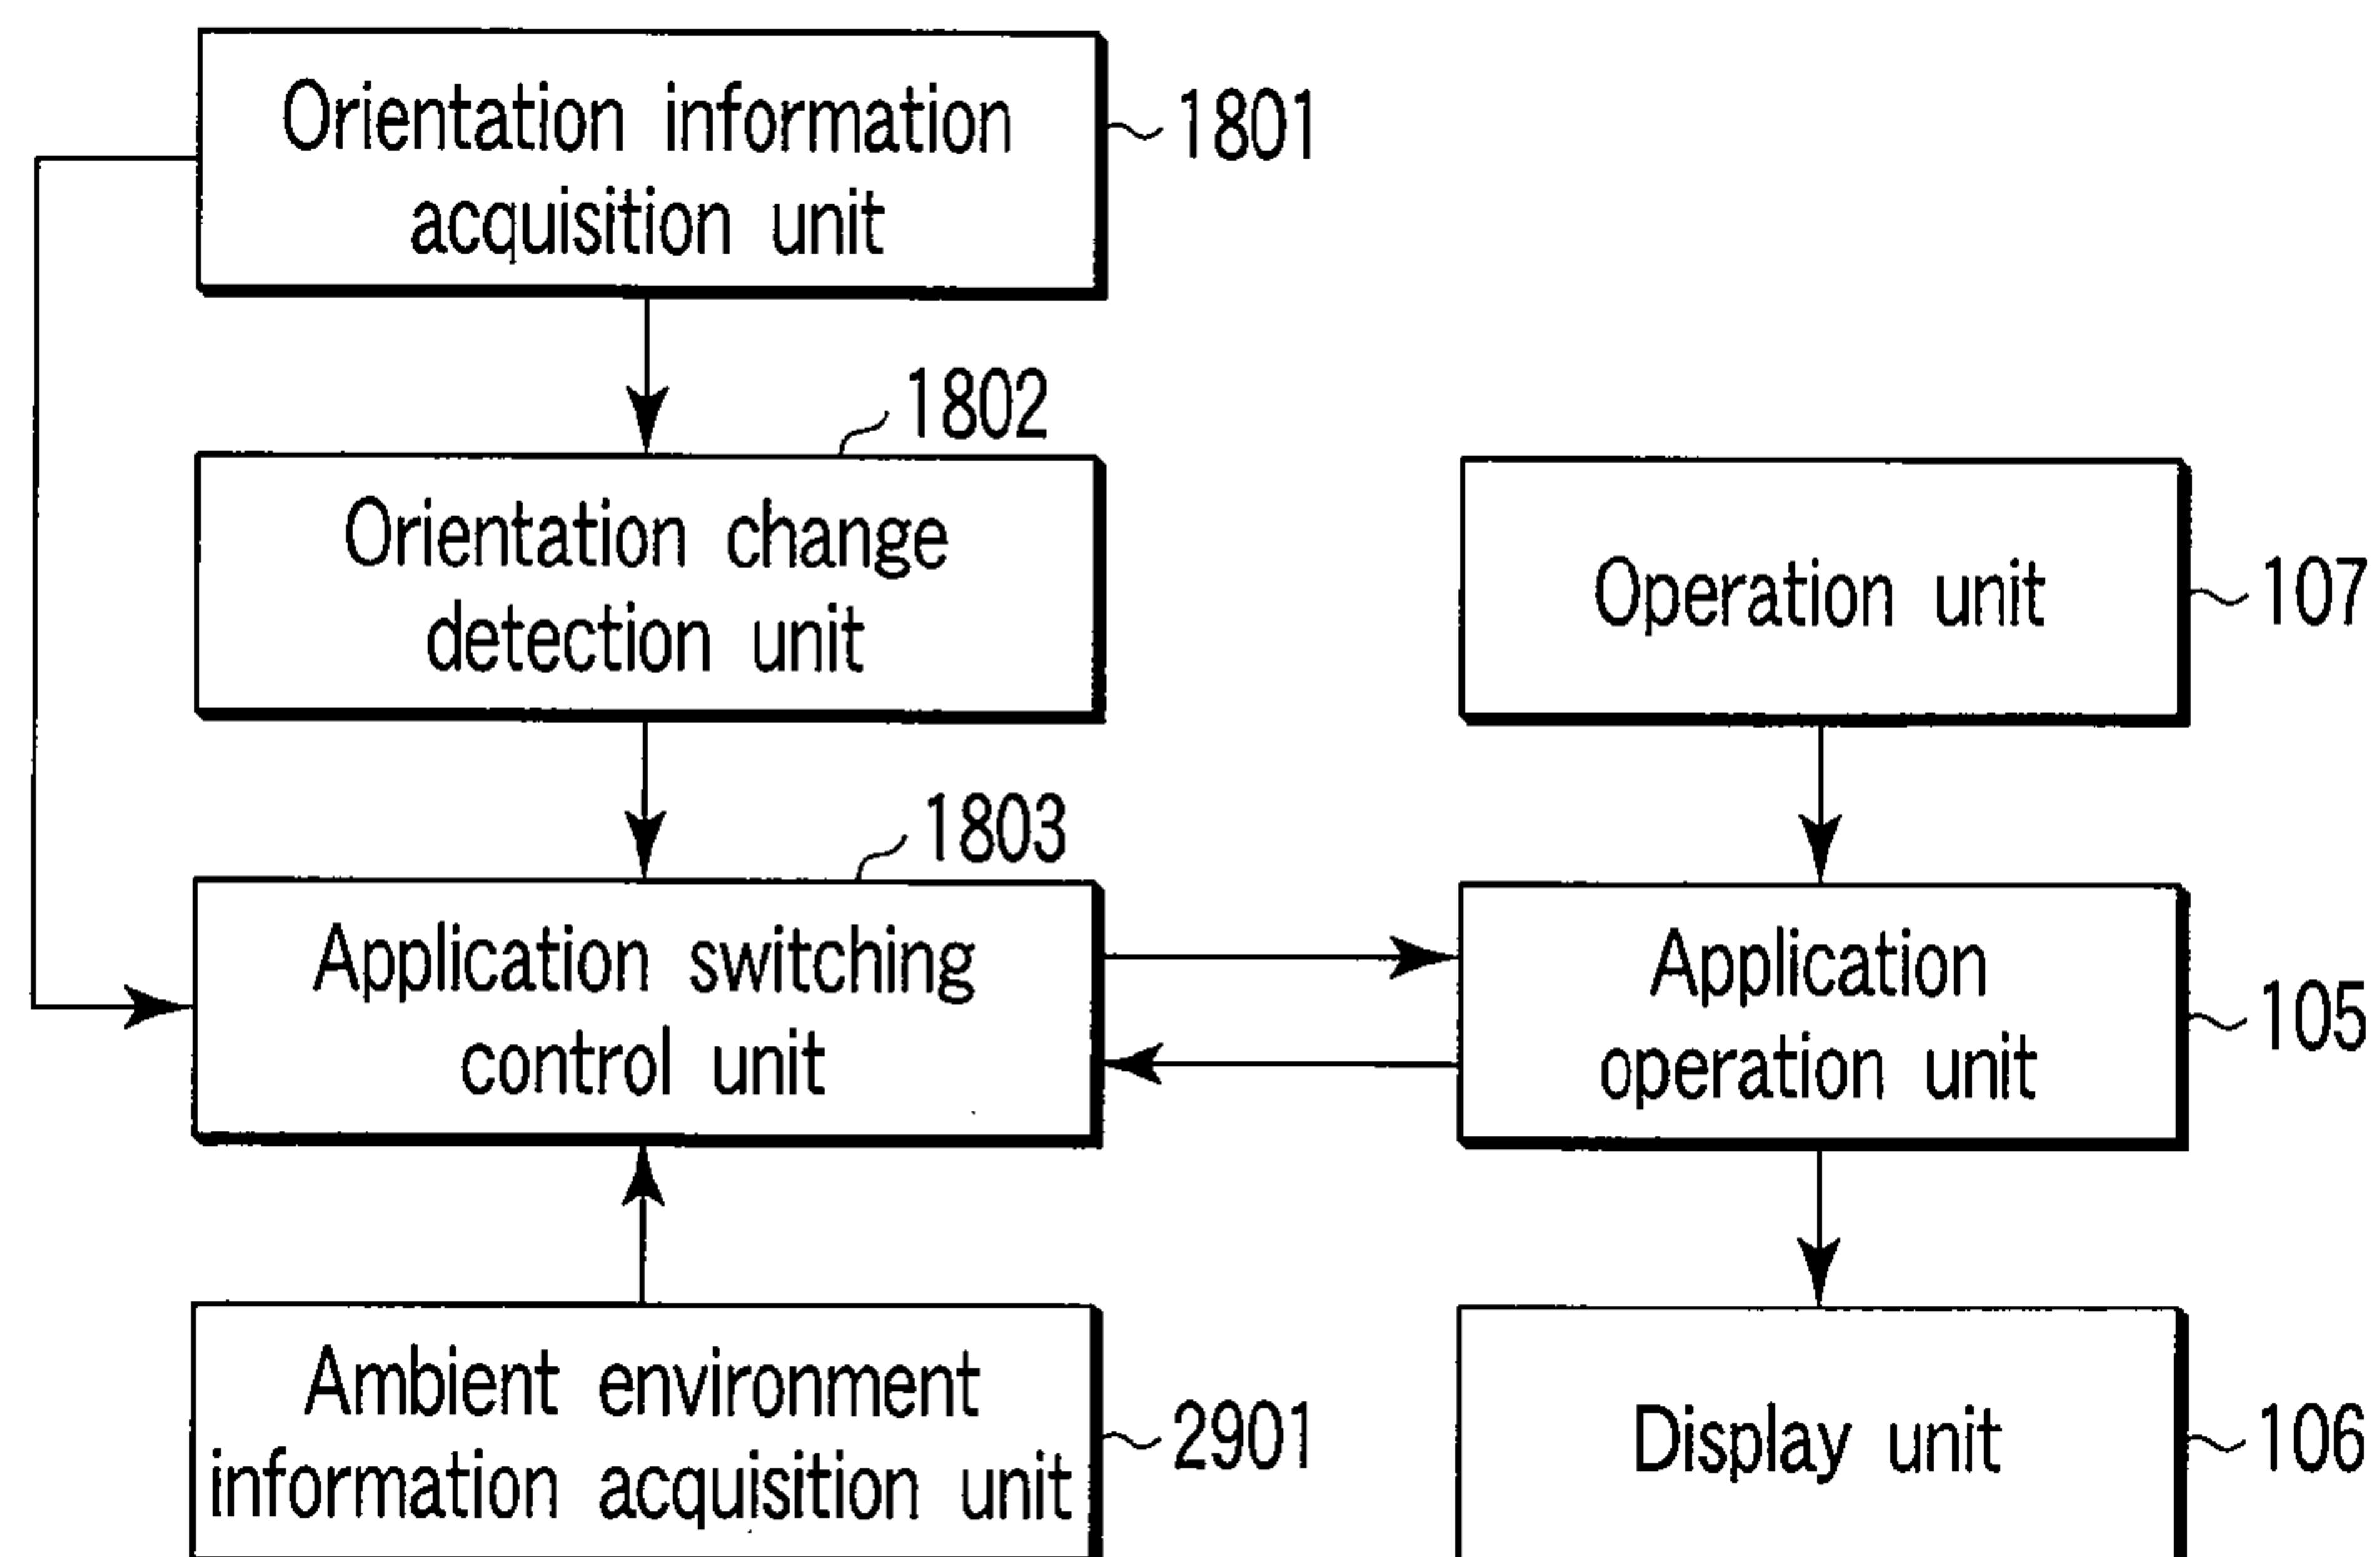 Orientation information
acquisition unit
1801
1802
Orientation change
detection unit
Operation unit
107
1803
Application switching
control unit
Application
operation unit
105
Ambient environment
information acquisition unit
2901
Display unit
106